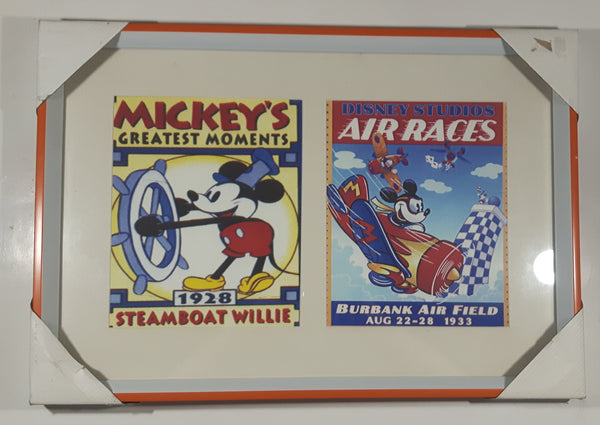 MICKEY'S
GREATEST MOMENTS
1928
STEAMBOAT WILLIE
DISNEY STUDIOS
AIR RACES
M
M
BURBANK AIR FIELD
AUG 22-28 1933